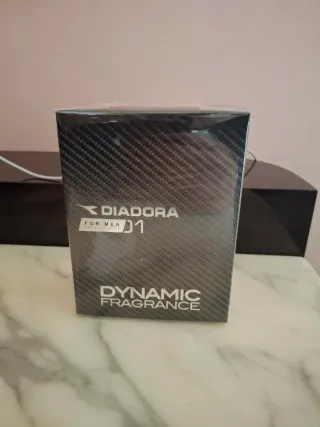 DIADORA
FOR MEN
01
DYNAMIC
FRAGRANCE